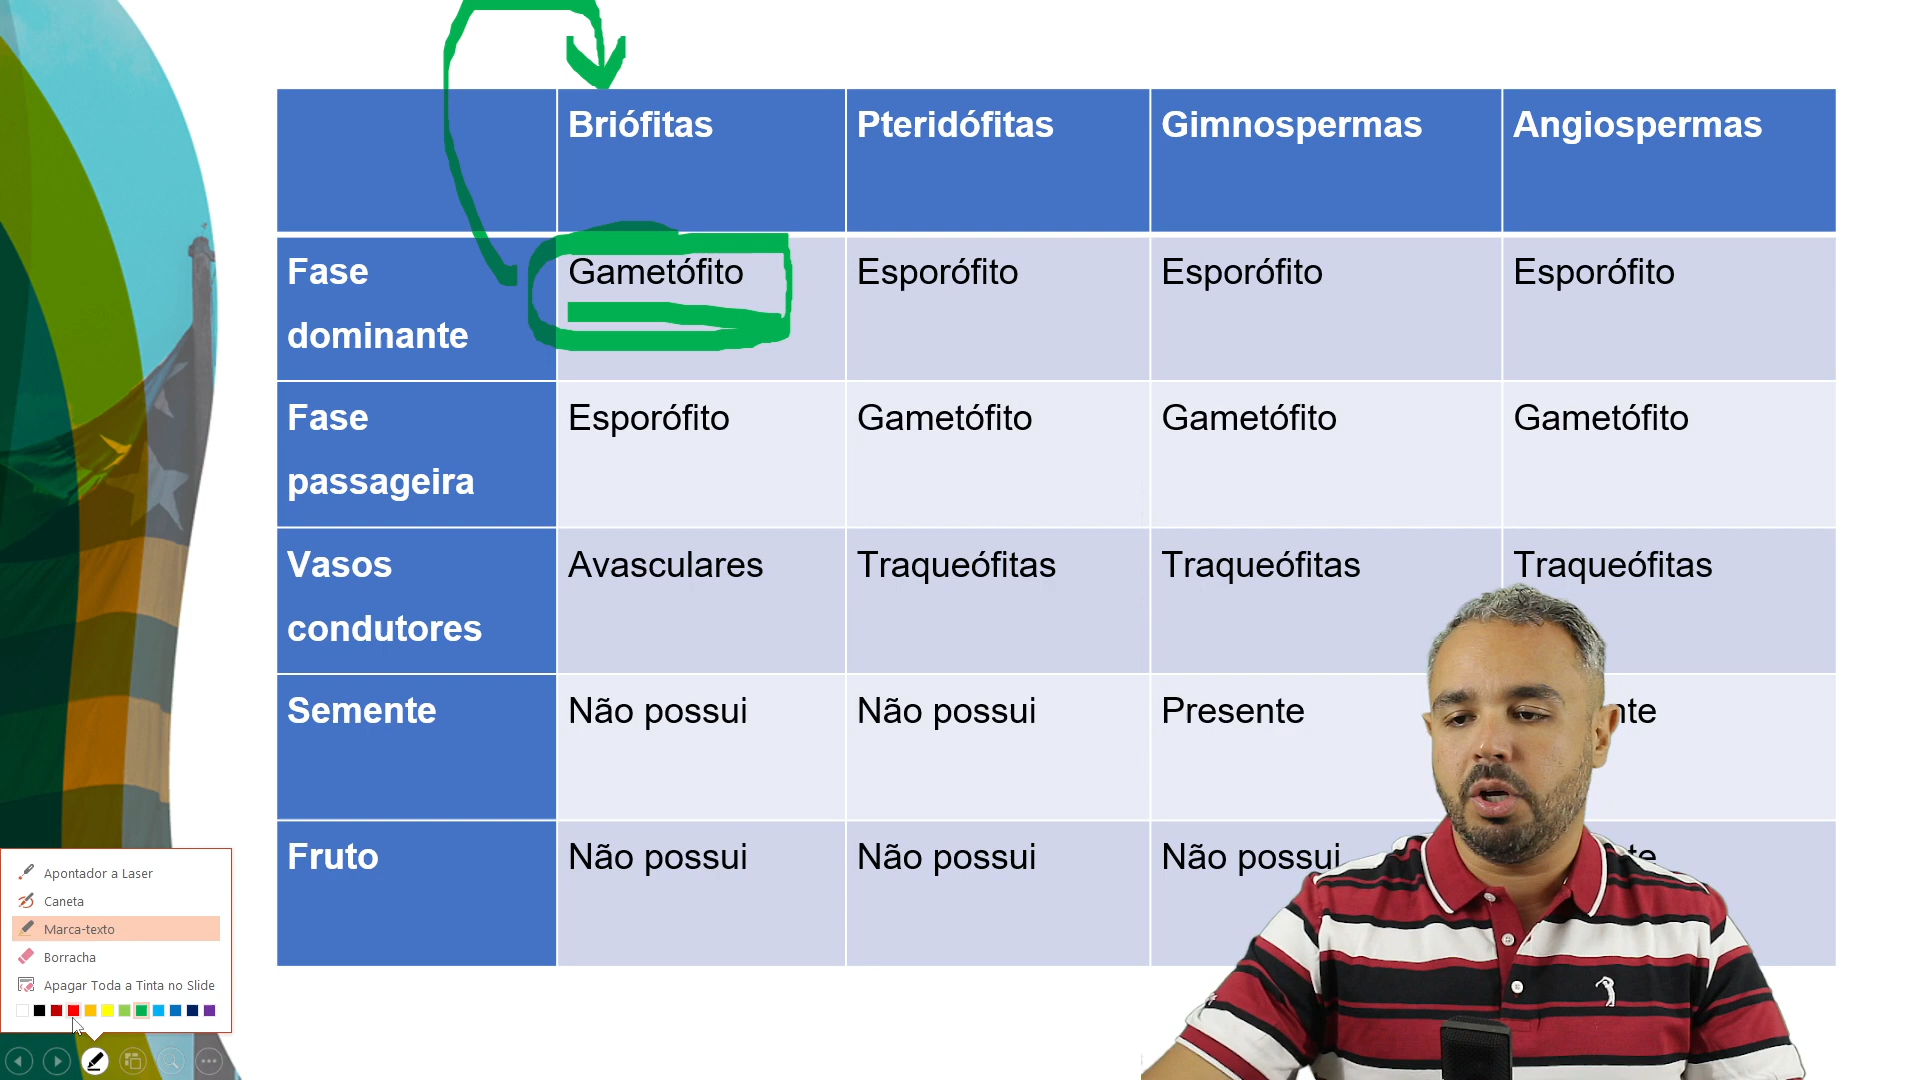 Briófitas Pteridófitas Gimnospermas Angiospermas
Fase dominante Gametófito Esporófito Esporófito Esporófito
Fase passageira Esporófito Gametófito Gametófito Gametófito
Vasos condutores Avasculares Traqueófitas Traqueófitas Traqueófitas
Semente Não possui Não possui Presente
Fruto Não possui Não possui Não possui
Apontador a Laser
Caneta
Marca-texto
Borracha
Apagar Toda a Tinta no Slide